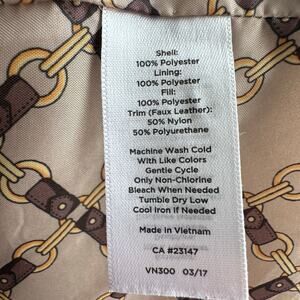 Shell:
100% Polyester
Lining:
100% Polyester
Fill:
100% Polyester
Trim (Faux Leather):
50% Nylon
50% Polyurethane
Machine Wash Cold
With Like Colors
Gentle Cycle
Only Non-Chlorine
Bleach When Needed
Tumble Dry Low
Cool Iron if Needed
Made in Vietnam
CA #23147
VN300 03/17